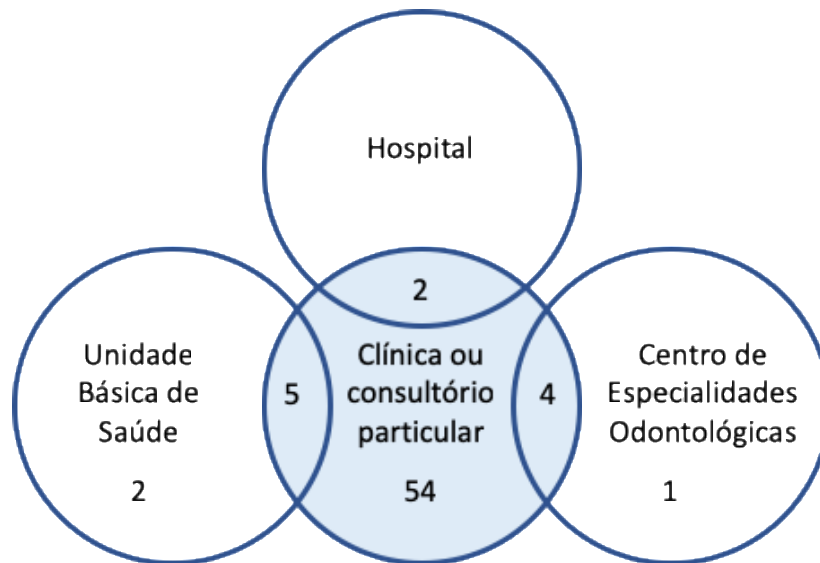 Hospital
2
Unidade
Básica de
Saúde
2
5
Clínica ou
consultório
particular
54
4
Centro de
Especialidades
Odontológicas
1